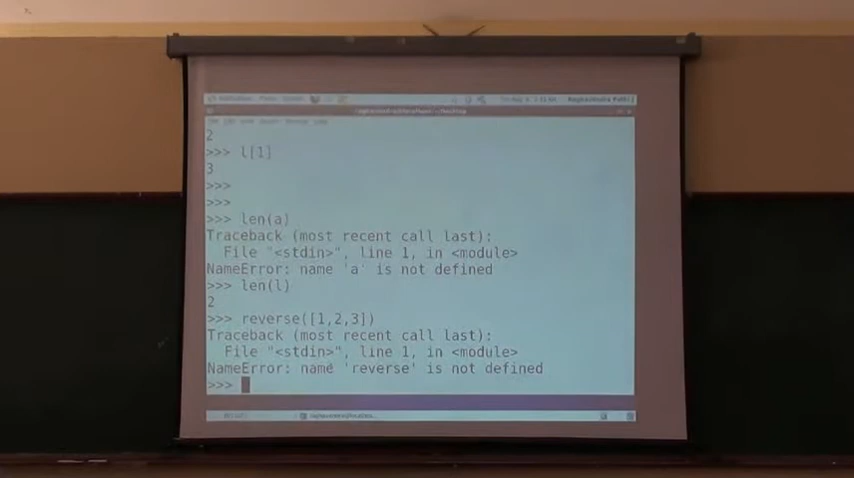 2
>>> l[1]
3
>>>
>>>
>>> len(a)
Traceback (most recent call last):
File "<stdin>", line 1, in <module>
NameError: name 'a' is not defined
>>> len(l)
2
>>> reverse([1,2,3])
Traceback (most recent call last):
File "<stdin>", line 1, in <module>
NameError: name 'reverse' is not defined
>>>